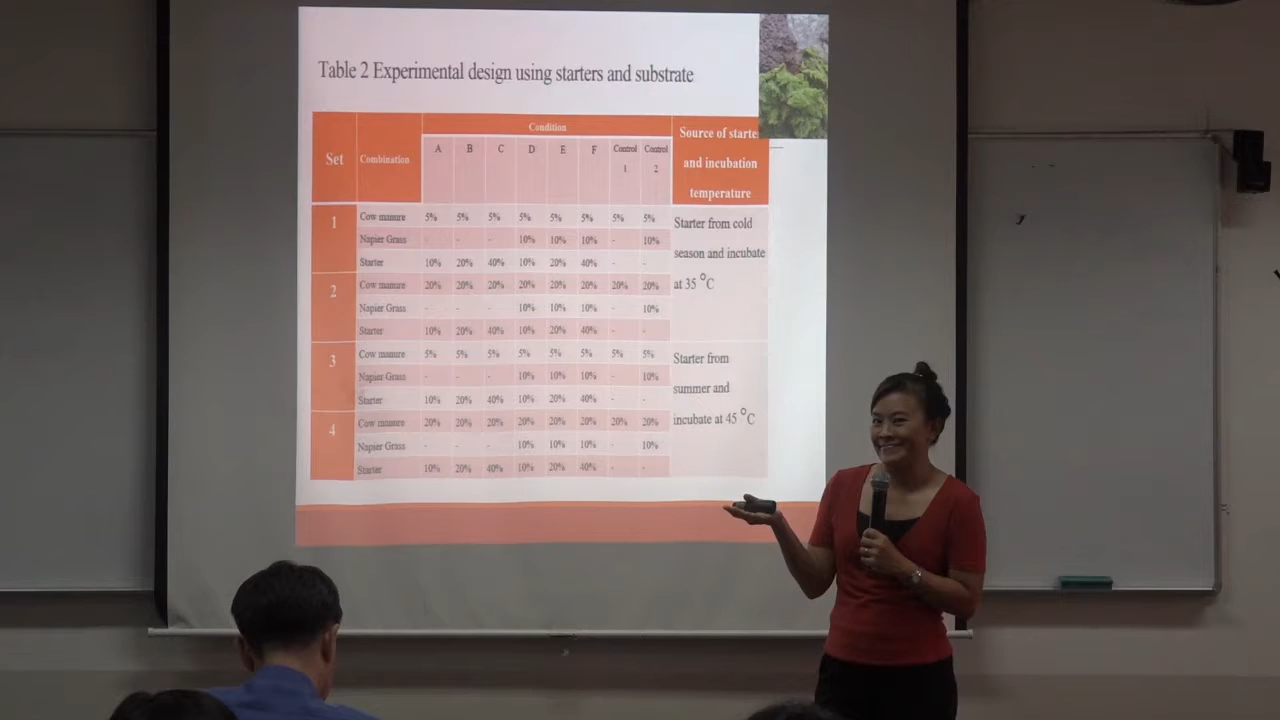 Table 2 Experimental design using starters and substrate
Set Combination Condition Source of starte
and incubation
temperature
A B C D E F Control 1 Control 2
1 Cow manure 5% 5% 5% 5% 5% 5% 5% 5% Starter from cold
Napier Grass - - - 10% 10% 10% - 10% season and incubate
Starter 10% 20% 40% 10% 20% 40% - -
2 Cow manure 20% 20% 20% 20% 20% 20% 20% 20% at 35 °C
Napier Grass - - - 10% 10% 10% - 10%
Starter 10% 20% 40% 10% 20% 40% - -
3 Cow manure 5% 5% 5% 5% 5% 5% 5% 5% Starter from
Napier Grass - - - 10% 10% 10% - 10% summer and
Starter 10% 20% 40% 10% 20% 40% - -
4 Cow manure 20% 20% 20% 20% 20% 20% 20% 20% incubate at 45 °C
Napier Grass - - - 10% 10% 10% - 10%
Starter 10% 20% 40% 10% 20% 40% - -